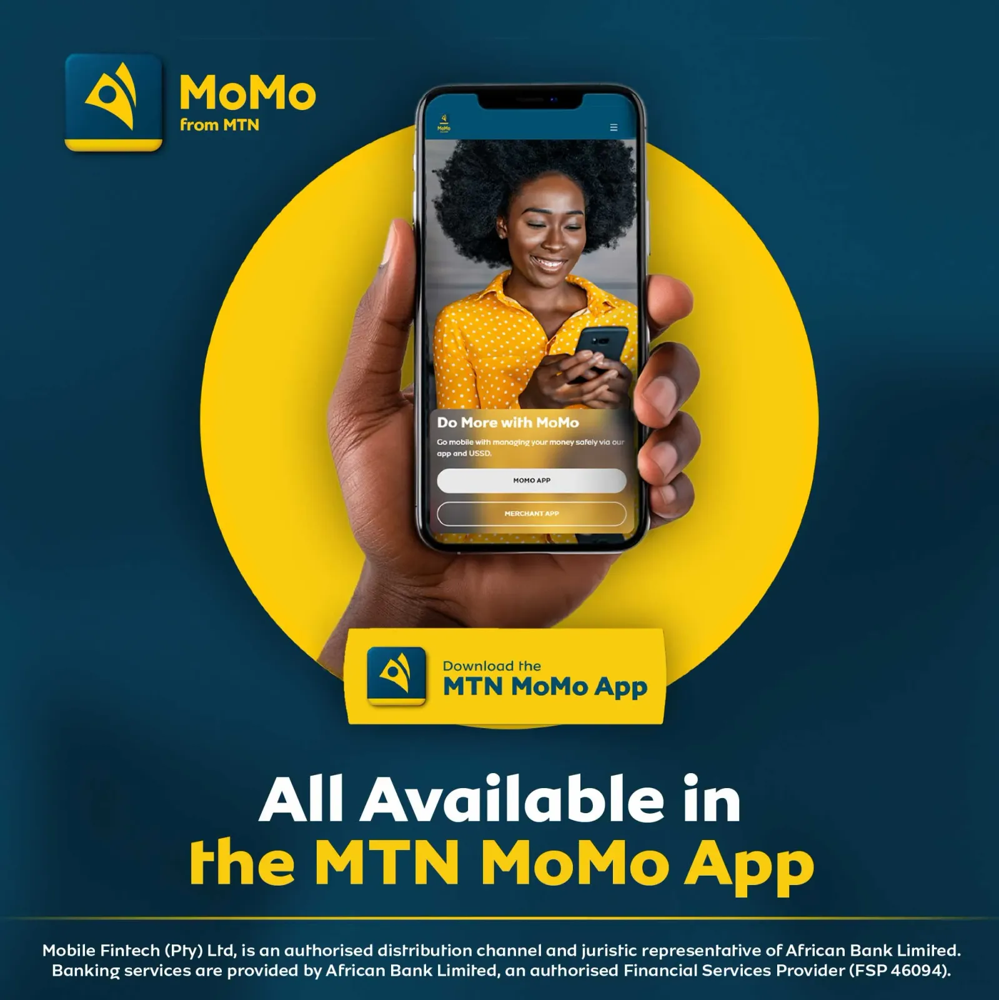 MoMo
from MTN
MoMo
Do More with MoMo
Go mobile with managing your money safely via our
app and USSD.
MOMO APP
MERCHANT APP
Download the
MTN MoMo App
All Available in
the MTN MoMo App
Mobile Fintech (Pty) Ltd, is an authorised distribution channel and juristic representative of African Bank Limited.
Banking services are provided by African Bank Limited, an authorised Financial Services Provider (FSP 46094).